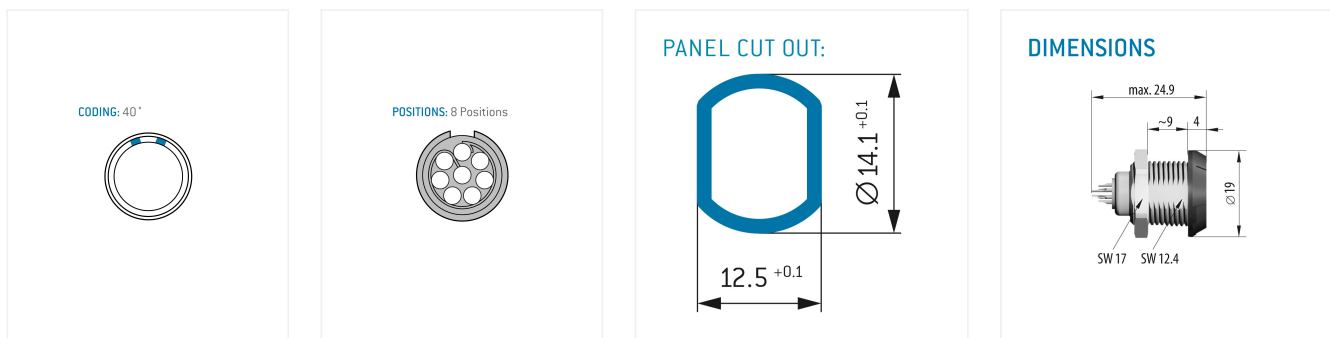 CODING: 40°
POSITIONS: 8 Positions
PANEL CUT OUT:
Ø 14.1 +0.1
12.5 +0.1
DIMENSIONS
max. 24.9
~9
4
Ø 19
SW 17
SW 12.4